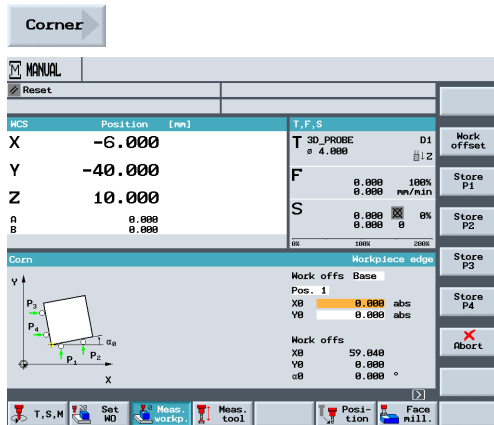 Corner
M MANUAL
Reset
WCS Position [mm] T,F,S
X -6.000 T 3D_PROBE D1
ø 4.000 Z
Y -40.000 F 0.000 100%
0.000 mm/min
Z 10.000 S 0.000 0%
A 0.000 0.000 0
B 0.000
0% 100% 200%
Corn Workpiece edge
Work offs Base
Pos. 1
X0 0.000 abs
Y0 0.000 abs
Work offs
X0 59.040
Y0 0.000
α0 0.000 °
Y
P3
P4
P1
P2
α0
X
Work
offset
Store
P1
Store
P2
Store
P3
Store
P4
Abort
T,S,M
Set
WO
Meas.
workp.
Meas.
tool
Posi-
tion
Face
mill.